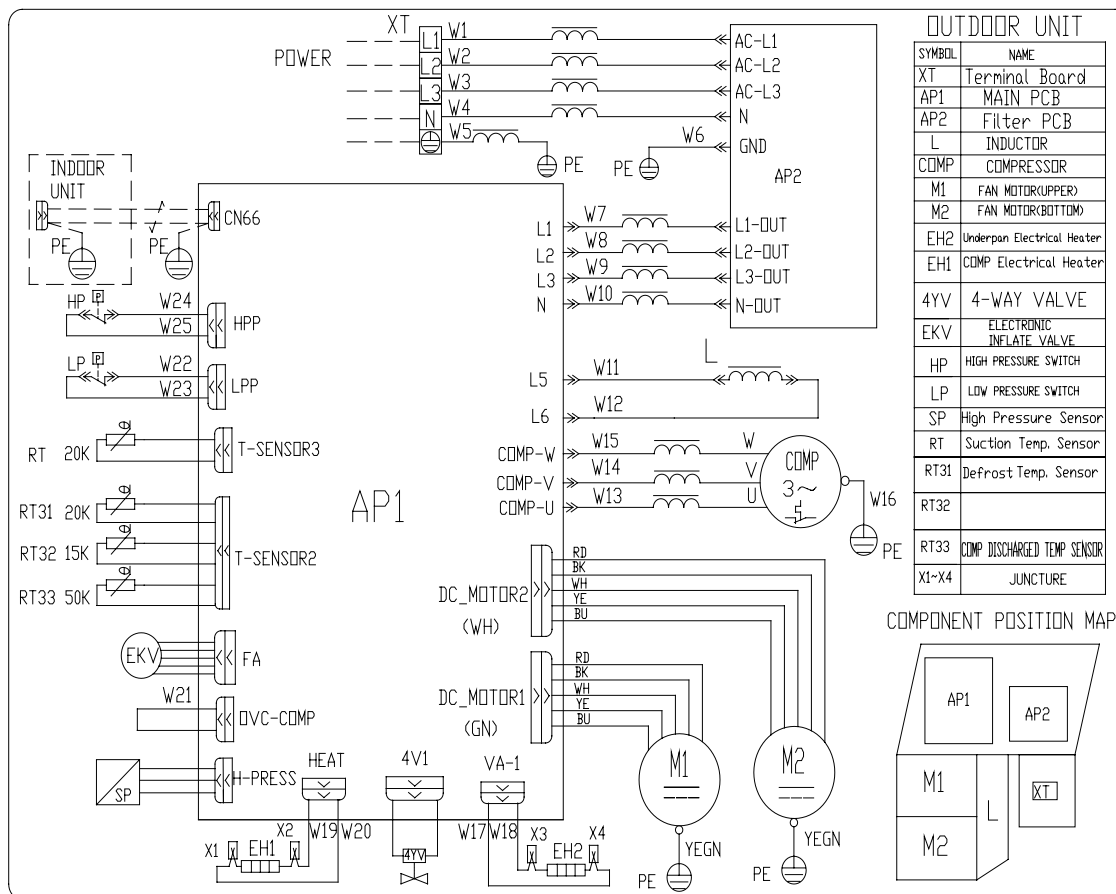 XT
POWER
L1
L2
L3
N
W1
W2
W3
W4
W5
PE
W6
PE
AC-L1
AC-L2
AC-L3
N
GND
AP2
L1-OUT
L2-OUT
L3-OUT
N-OUT
INDOOR
UNIT
PE
PE
CN66
L1
L2
L3
N
W7
W8
W9
W10
HP
P
W24
W25
HPP
LP
P
W22
W23
LPP
L5
L6
W11
W12
L
RT 20K
T-SENSOR3
RT31 20K
RT32 15K
RT33 50K
T-SENSOR2
AP1
COMP-W
COMP-V
COMP-U
W15
W14
W13
W
V
U
COMP
3~
W16
PE
EKV
FA
W21
OVC-COMP
SP
H-PRESS
DC_MOTOR2
(WH)
RD
BK
WH
YE
BU
DC_MOTOR1
(GN)
RD
BK
WH
YE
BU
M1
M2
YEGN
PE
YEGN
PE
HEAT
4V1
VA-1
X1
EH1
X2
W19
W20
4YV
W17
W18
X3
EH2
X4
OUTDOOR UNIT
SYMBOL NAME
XT Terminal Board
AP1 MAIN PCB
AP2 Filter PCB
L INDUCTOR
COMP COMPRESSOR
M1 FAN MOTOR(UPPER)
M2 FAN MOTOR(BOTTOM)
EH2 Underpan Electrical Heater
EH1 COMP Electrical Heater
4YV 4-WAY VALVE
EKV ELECTRONIC
INFLATE VALVE
HP HIGH PRESSURE SWITCH
LP LOW PRESSURE SWITCH
SP High Pressure Sensor
RT Suction Temp. Sensor
RT31 Defrost Temp. Sensor
RT32
RT33 COMP DISCHARGED TEMP SENSOR
X1~X4 JUNCTURE
COMPONENT POSITION MAP
AP1
AP2
M1
M2
L
XT